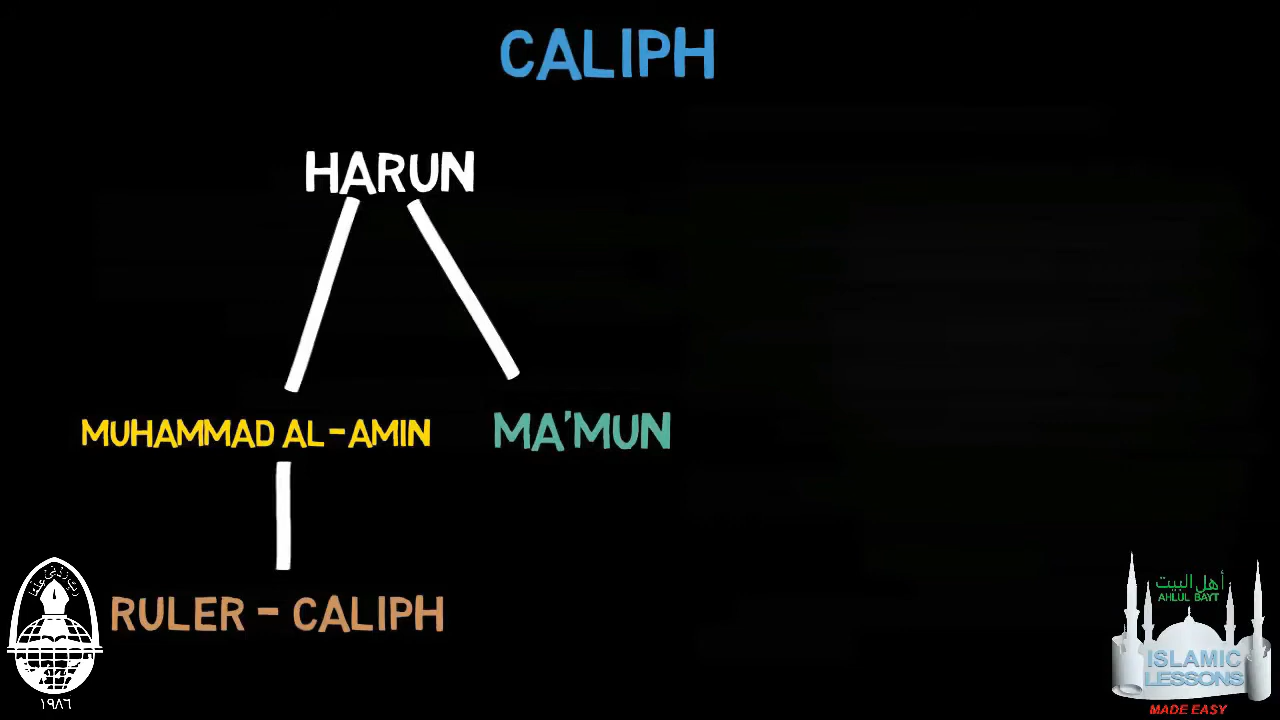 CALIPH
HARUN
MUHAMMAD AL-AMIN MA'MUN
RULER - CALIPH
١٩٨٦
أهل البيت
AHLUL BAYT
ISLAMIC
LESSONS
MADE EASY